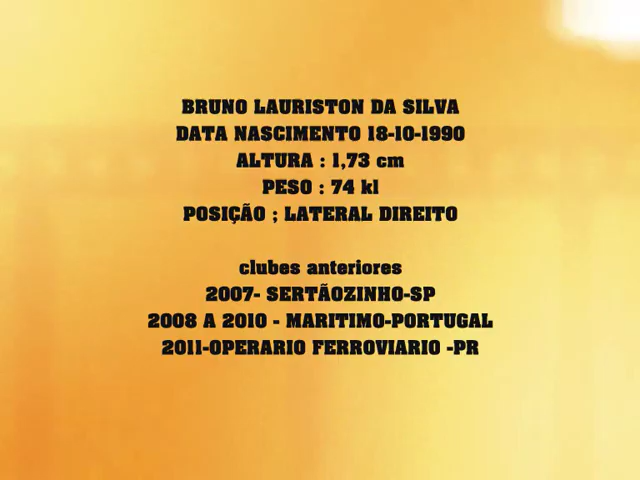 BRUNO LAURISTON DA SILVA
DATA NASCIMENTO 18-10-1990
ALTURA : 1,73 cm
PESO : 74 kl
POSIÇÃO ; LATERAL DIREITO
clubes anteriores
2007- SERTÃOZINHO-SP
2008 A 2010 - MARITIMO-PORTUGAL
2011-OPERARIO FERROVIARIO -PR